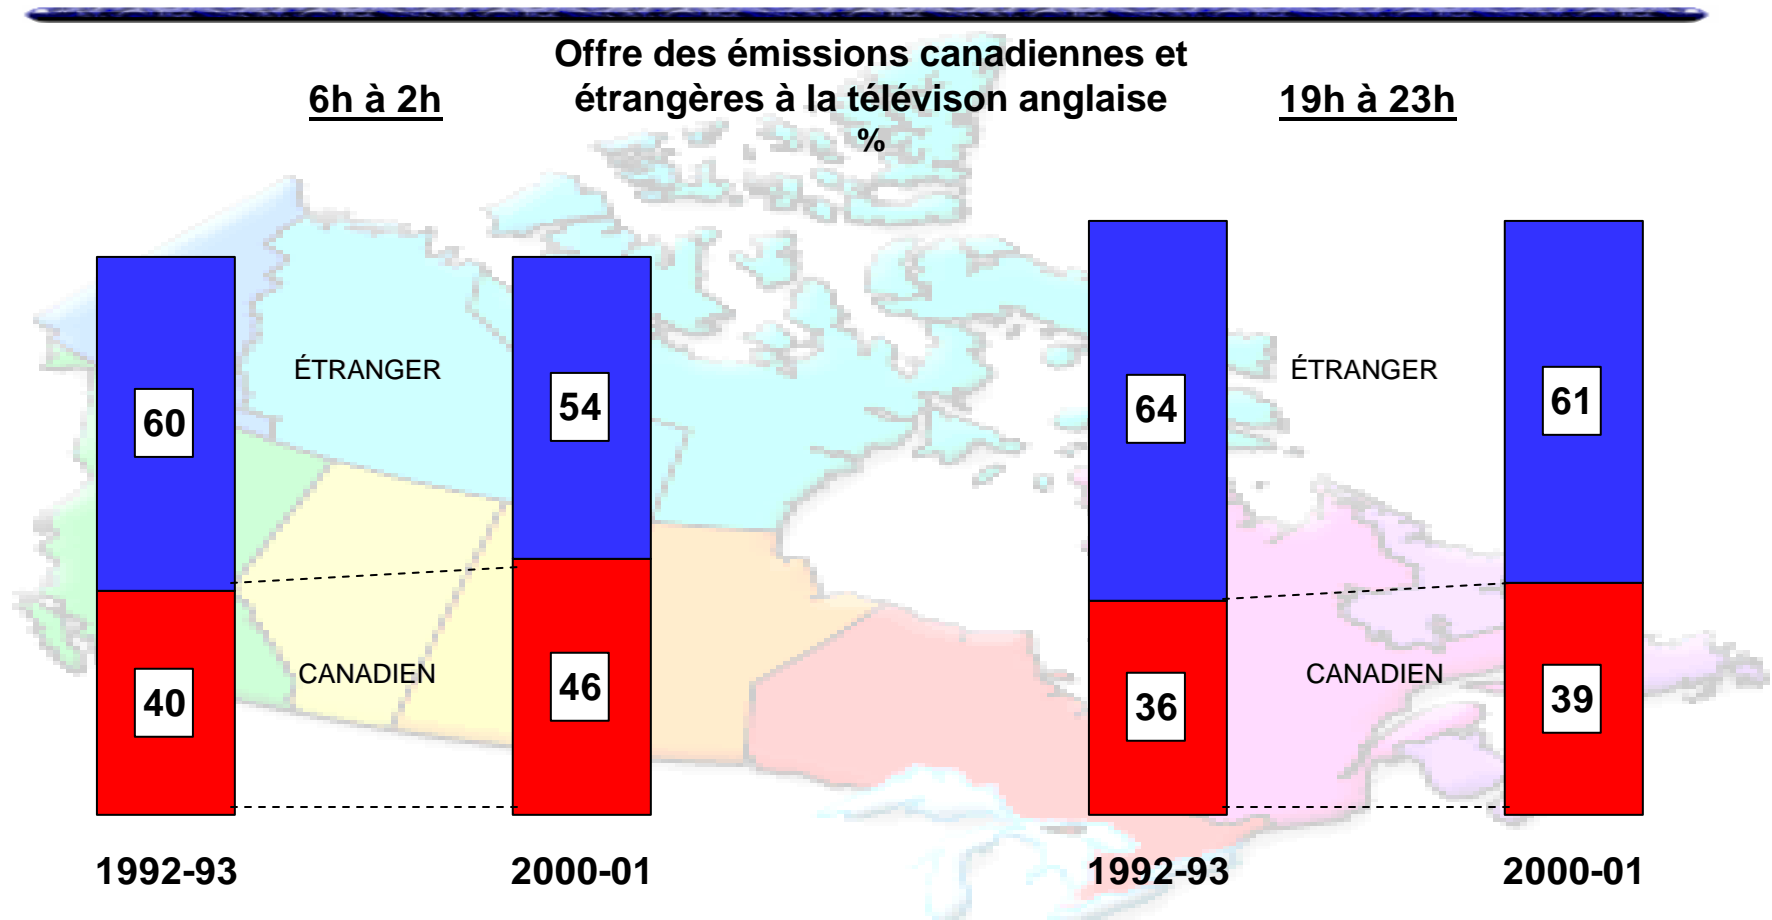 Offre des émissions canadiennes et
étrangères à la télévison anglaise
%
6h à 2h
19h à 23h
ÉTRANGER
60
54
CANADIEN
40
46
1992-93
2000-01
ÉTRANGER
64
61
CANADIEN
36
39
1992-93
2000-01